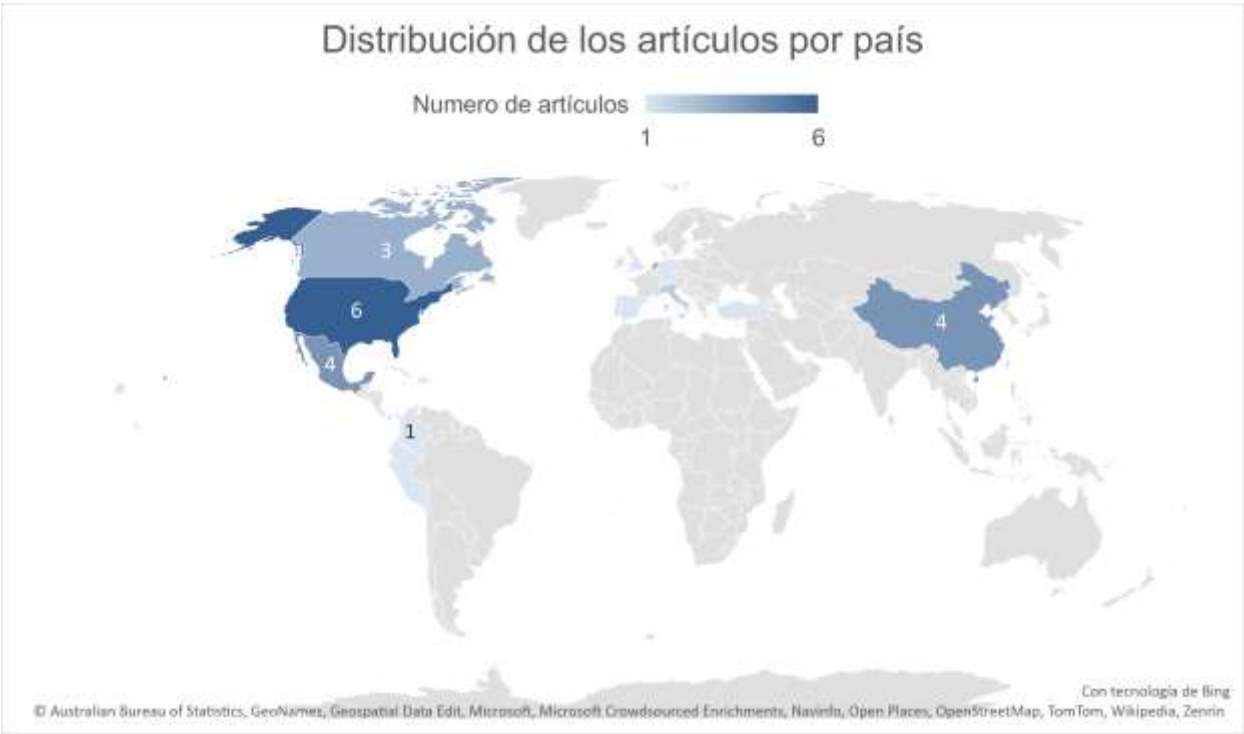 Distribución de los artículos por país
Numero de artículos
1
6
3
6
4
4
1
Con tecnología de Bing
© Australian Bureau of Statistics, GeoNames, Geospatial Data Edit, Microsoft, Microsoft Crowdsourced Enrichments, Navinfo, Open Places, OpenStreetMap, TomTom, Wikipedia, Zenrin